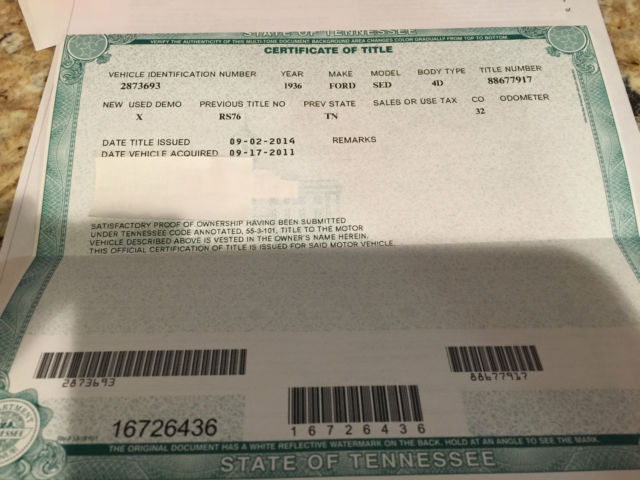 STATE OF TENNESSEE
VERIFY THE AUTHENTICITY OF THIS MULTI-TONE DOCUMENT. BACKGROUND AREA CHANGES COLOR GRADUALLY FROM TOP TO BOTTOM.
CERTIFICATE OF TITLE
VEHICLE IDENTIFICATION NUMBER YEAR MAKE MODEL BODY TYPE TITLE NUMBER
2873693 1936 FORD SED 4D 88677917
NEW USED DEMO PREVIOUS TITLE NO PREV STATE SALES OR USE TAX CO ODOMETER
X RS76 TN 32
DATE TITLE ISSUED 09-02-2014 REMARKS
DATE VEHICLE ACQUIRED 09-17-2011
SATISFACTORY PROOF OF OWNERSHIP HAVING BEEN SUBMITTED
UNDER TENNESSEE CODE ANNOTATED, 55-3-101, TITLE TO THE MOTOR
VEHICLE DESCRIBED ABOVE IS VESTED IN THE OWNER'S NAME HEREIN.
THIS OFFICIAL CERTIFICATION OF TITLE IS ISSUED FOR SAID MOTOR VEHICLE.
2873693 88677917
16726436 16726436
THE ORIGINAL DOCUMENT HAS A WHITE REFLECTIVE WATERMARK ON THE BACK. HOLD AT AN ANGLE TO SEE THE MARK.
STATE OF TENNESSEE